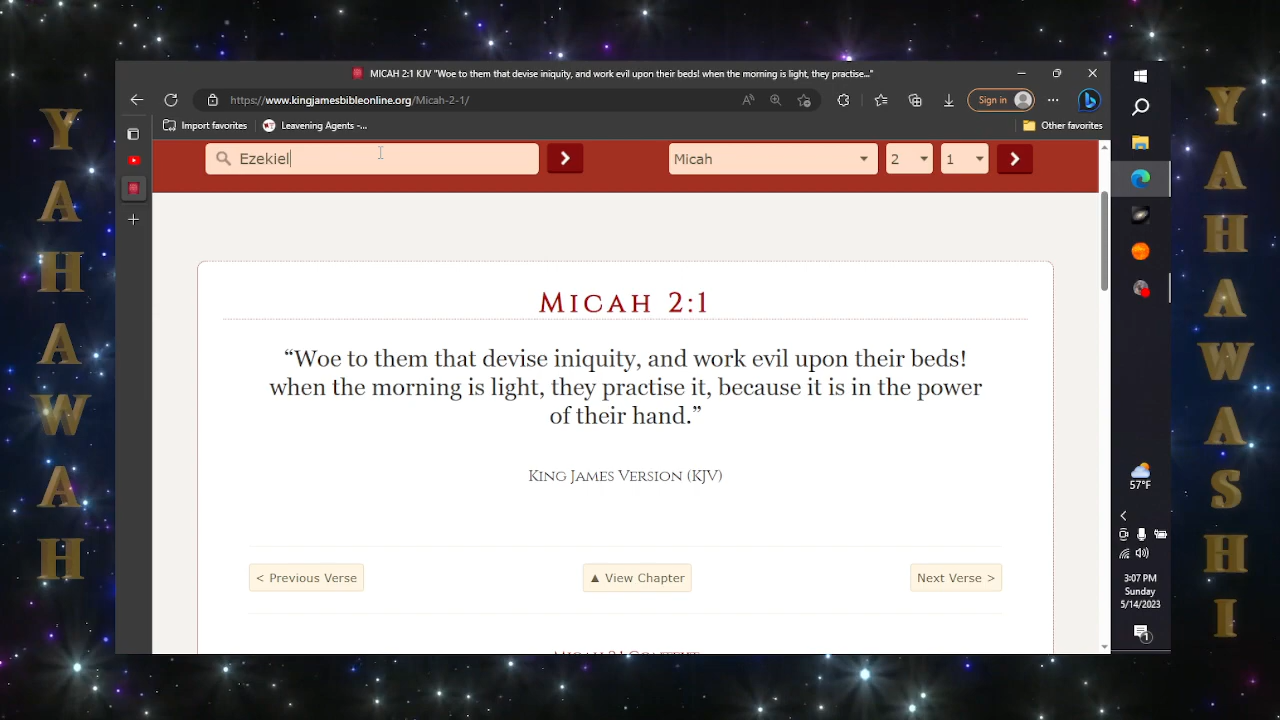 MICAH 2:1 KJV "Woe to them that devise iniquity, and work evil upon their beds! when the morning is light, they practise..."
https://www.kingjamesbibleonline.org/Micah-2-1/
Sign in
Import favorites
Leavening Agents -...
Other favorites
Ezekiel
Micah
2
1
MICAH 2:1
“Woe to them that devise iniquity, and work evil upon their beds!
when the morning is light, they practise it, because it is in the power
of their hand.”
KING JAMES VERSION (KJV)
< Previous Verse
▲ View Chapter
Next Verse >
57°F
3:07 PM
Sunday
5/14/2023
1
YAHAWAH
YAHAWASHI